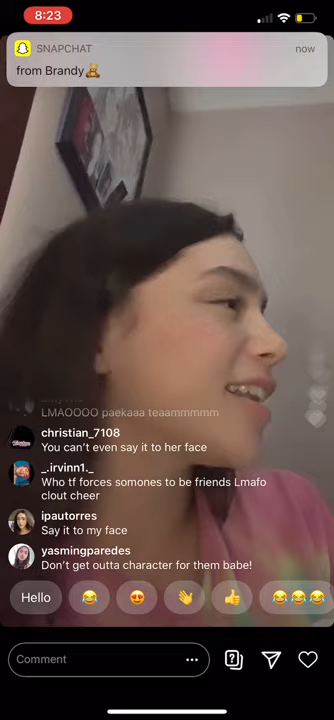 8:23
SNAPCHAT
now
from Brandy🧸
LMAOOOO paekaaa teaammmmm
christian_7108
You can’t even say it to her face
_.irvinn1._
Who tf forces somones to be friends Lmafo
clout cheer
ipautorres
Say it to my face
yasmingparedes
Don’t get outta character for them babe!
Hello 😂 😍 👋 👍 😂😂😂
Comment